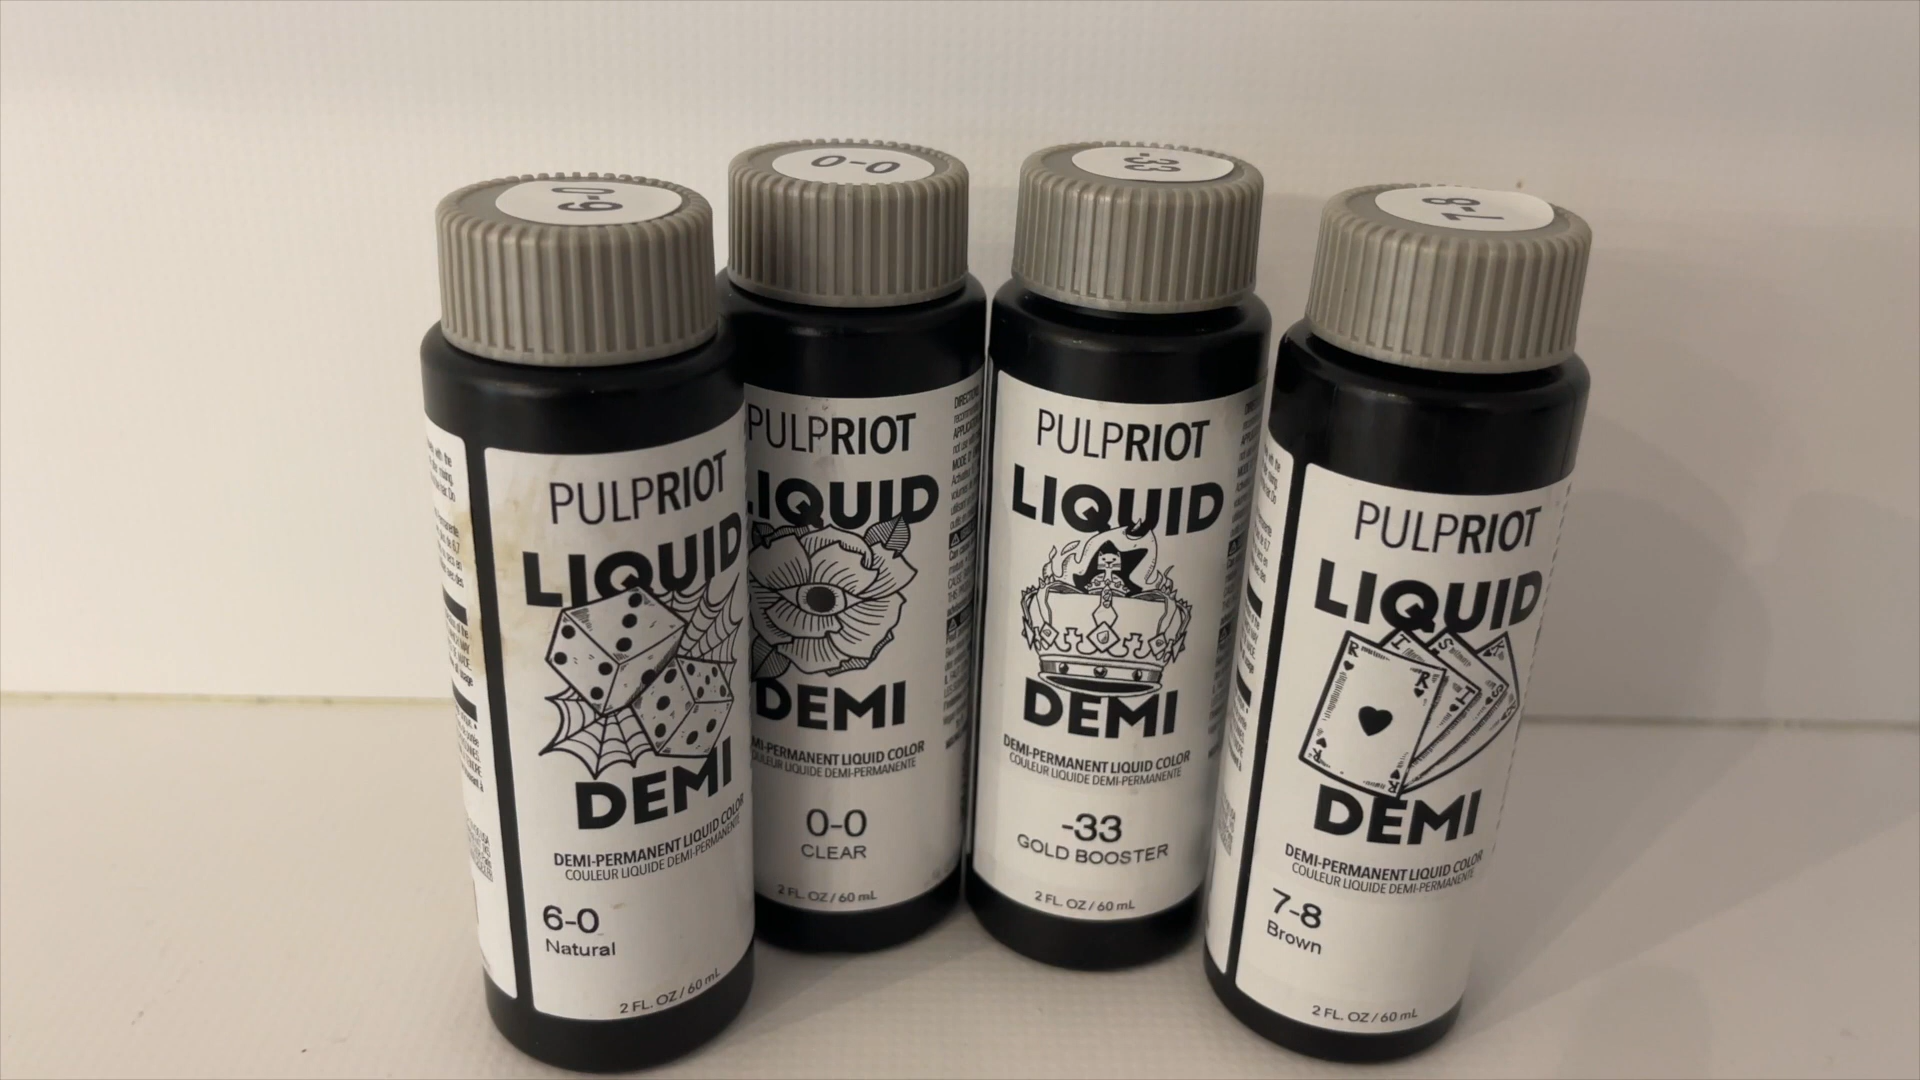 6-0
0-0
-33
7-8
PULPRIOT
LIQUID
DEMI
DEMI-PERMANENT LIQUID COLOR
COULEUR LIQUIDE DEMI-PERMANENTE
6-0
Natural
2 FL. OZ / 60 mL
PULPRIOT
LIQUID
DEMI
DEMI-PERMANENT LIQUID COLOR
COULEUR LIQUIDE DEMI-PERMANENTE
0-0
CLEAR
2 FL. OZ / 60 mL
PULPRIOT
LIQUID
DEMI
DEMI-PERMANENT LIQUID COLOR
COULEUR LIQUIDE DEMI-PERMANENTE
-33
GOLD BOOSTER
2 FL. OZ / 60 mL
PULPRIOT
LIQUID
R
R
I
S
K
DEMI
DEMI-PERMANENT LIQUID COLOR
COULEUR LIQUIDE DEMI-PERMANENTE
7-8
Brown
2 FL. OZ / 60 mL